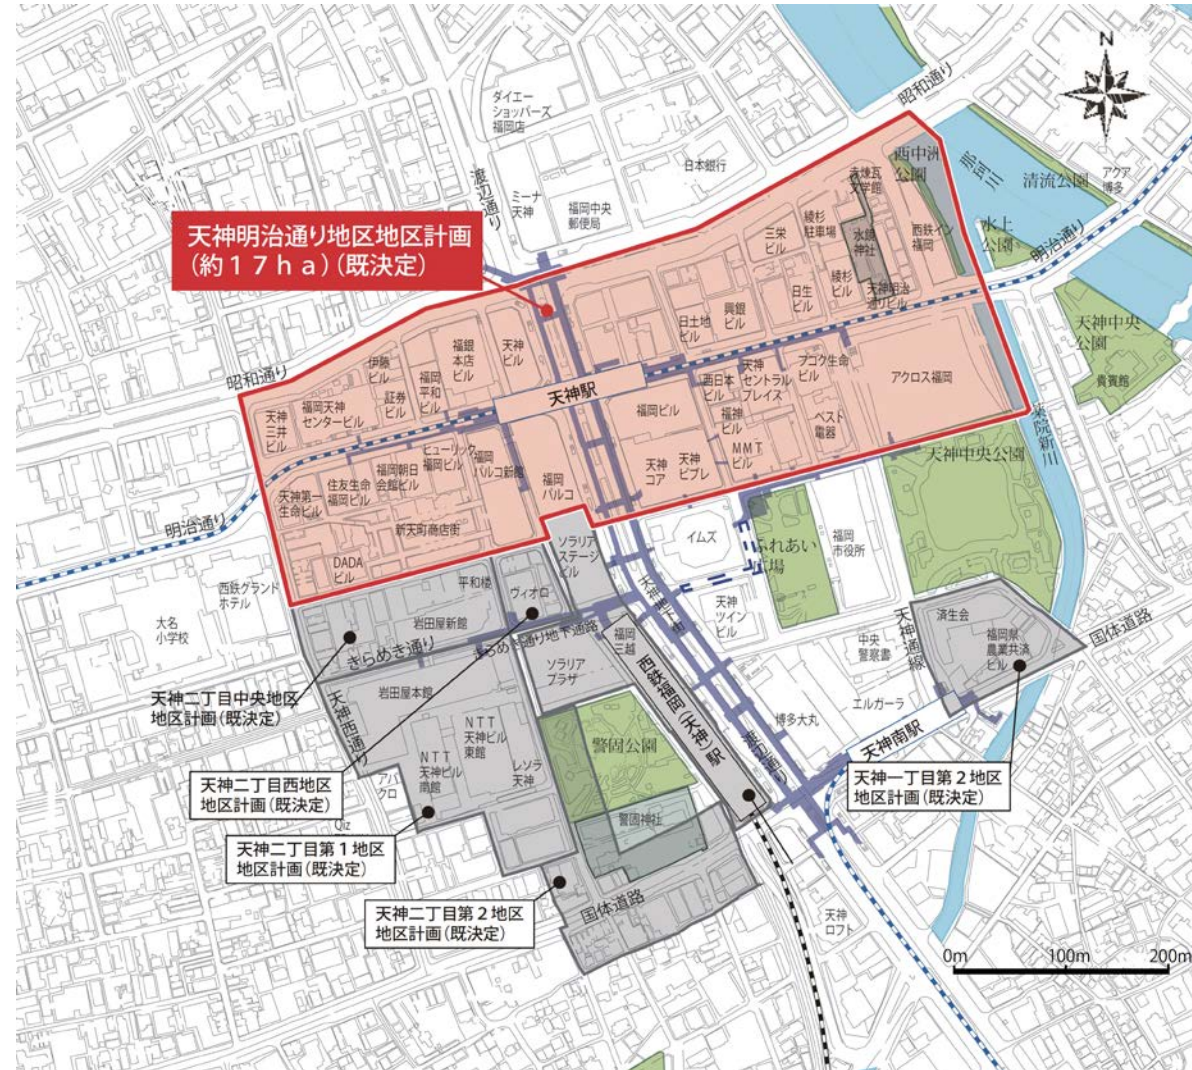 N
昭和通り
ダイエー
ショッパーズ
福岡店
日本銀行
渡辺通り
ミーナ
天神
福岡中央
郵便局
西中洲
公園
那珂川
清流公園
アクア
博多
赤煉瓦
文学館
水上
公園
明治通り
天神明治通り地区地区計画
(約17ha)(既決定)
三栄
ビル
綾杉
駐車場
水鏡
神社
西鉄イン
福岡
綾杉
ビル
日生
ビル
天神明治
通りビル
興銀
ビル
日土地
ビル
天神中央
公園
貴賓館
昭和通り
伊藤
ビル
福銀
本店
ビル
天神
ビル
証券
ビル
福岡
平和
ビル
天神駅
天神
三井
ビル
福岡天神
センタービル
福岡ビル
西日本
ビル
天神
セントラル
プレイス
アコク生命
ビル
アクロス福岡
福神
ビル
ベスト
電器
MMT
ビル
薬院新川
天神中央公園
ヒューリック
福岡ビル
福岡
パルコ新館
福岡
パルコ
天神
コア
天神
ビブレ
福岡朝日
会館ビル
住友生命
福岡ビル
天神第一
生命ビル
新天町商店街
明治通り
DADA
ビル
ソラリア
ステージ
ビル
イムズ
ふれあい
広場
福岡
市役所
西鉄グランド
ホテル
平和楼
ヴィオロ
天神地下街
天神
ツイン
ビル
大名
小学校
岩田屋新館
きらめき通り
きらめき通り地下通路
福岡
三越
中央
警察署
天神通線
済生会
福岡県
農業共済
ビル
国体道路
天神二丁目中央地区
地区計画(既決定)
岩田屋本館
ソラリア
プラザ
西鉄福岡(天神)駅
天神西通り
NTT
天神ビル
東館
NTT
天神ビル
南館
レソラ
天神
警固公園
博多大丸
エルガーラ
渡辺通り
天神南駅
アパ
クロ
天神二丁目西地区
地区計画(既決定)
天神一丁目第2地区
地区計画(既決定)
Qiz
警固神社
天神二丁目第1地区
地区計画(既決定)
天神二丁目第2地区
地区計画(既決定)
国体道路
天神
ロフト
0m 100m 200m